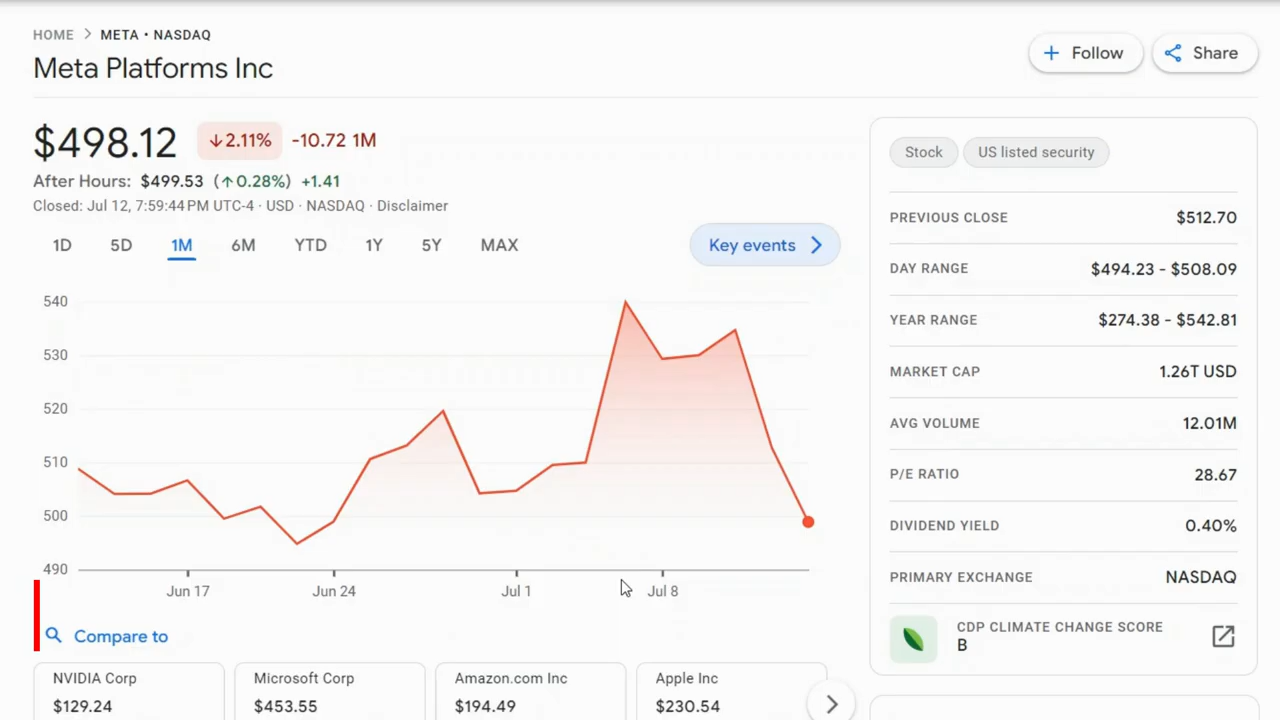 HOME > META • NASDAQ
Meta Platforms Inc
+ Follow
Share
$498.12 ↓2.11% -10.72 1M
After Hours: $499.53 (↑0.28%) +1.41
Closed: Jul 12, 7:59:44 PM UTC-4 · USD · NASDAQ · Disclaimer
1D 5D 1M 6M YTD 1Y 5Y MAX
Key events
540
530
520
510
500
490
Jun 17 Jun 24 Jul 1 Jul 8
Compare to
NVIDIA Corp
$129.24
Microsoft Corp
$453.55
Amazon.com Inc
$194.49
Apple Inc
$230.54
Stock
US listed security
PREVIOUS CLOSE $512.70
DAY RANGE $494.23 - $508.09
YEAR RANGE $274.38 - $542.81
MARKET CAP 1.26T USD
AVG VOLUME 12.01M
P/E RATIO 28.67
DIVIDEND YIELD 0.40%
PRIMARY EXCHANGE NASDAQ
CDP CLIMATE CHANGE SCORE
B